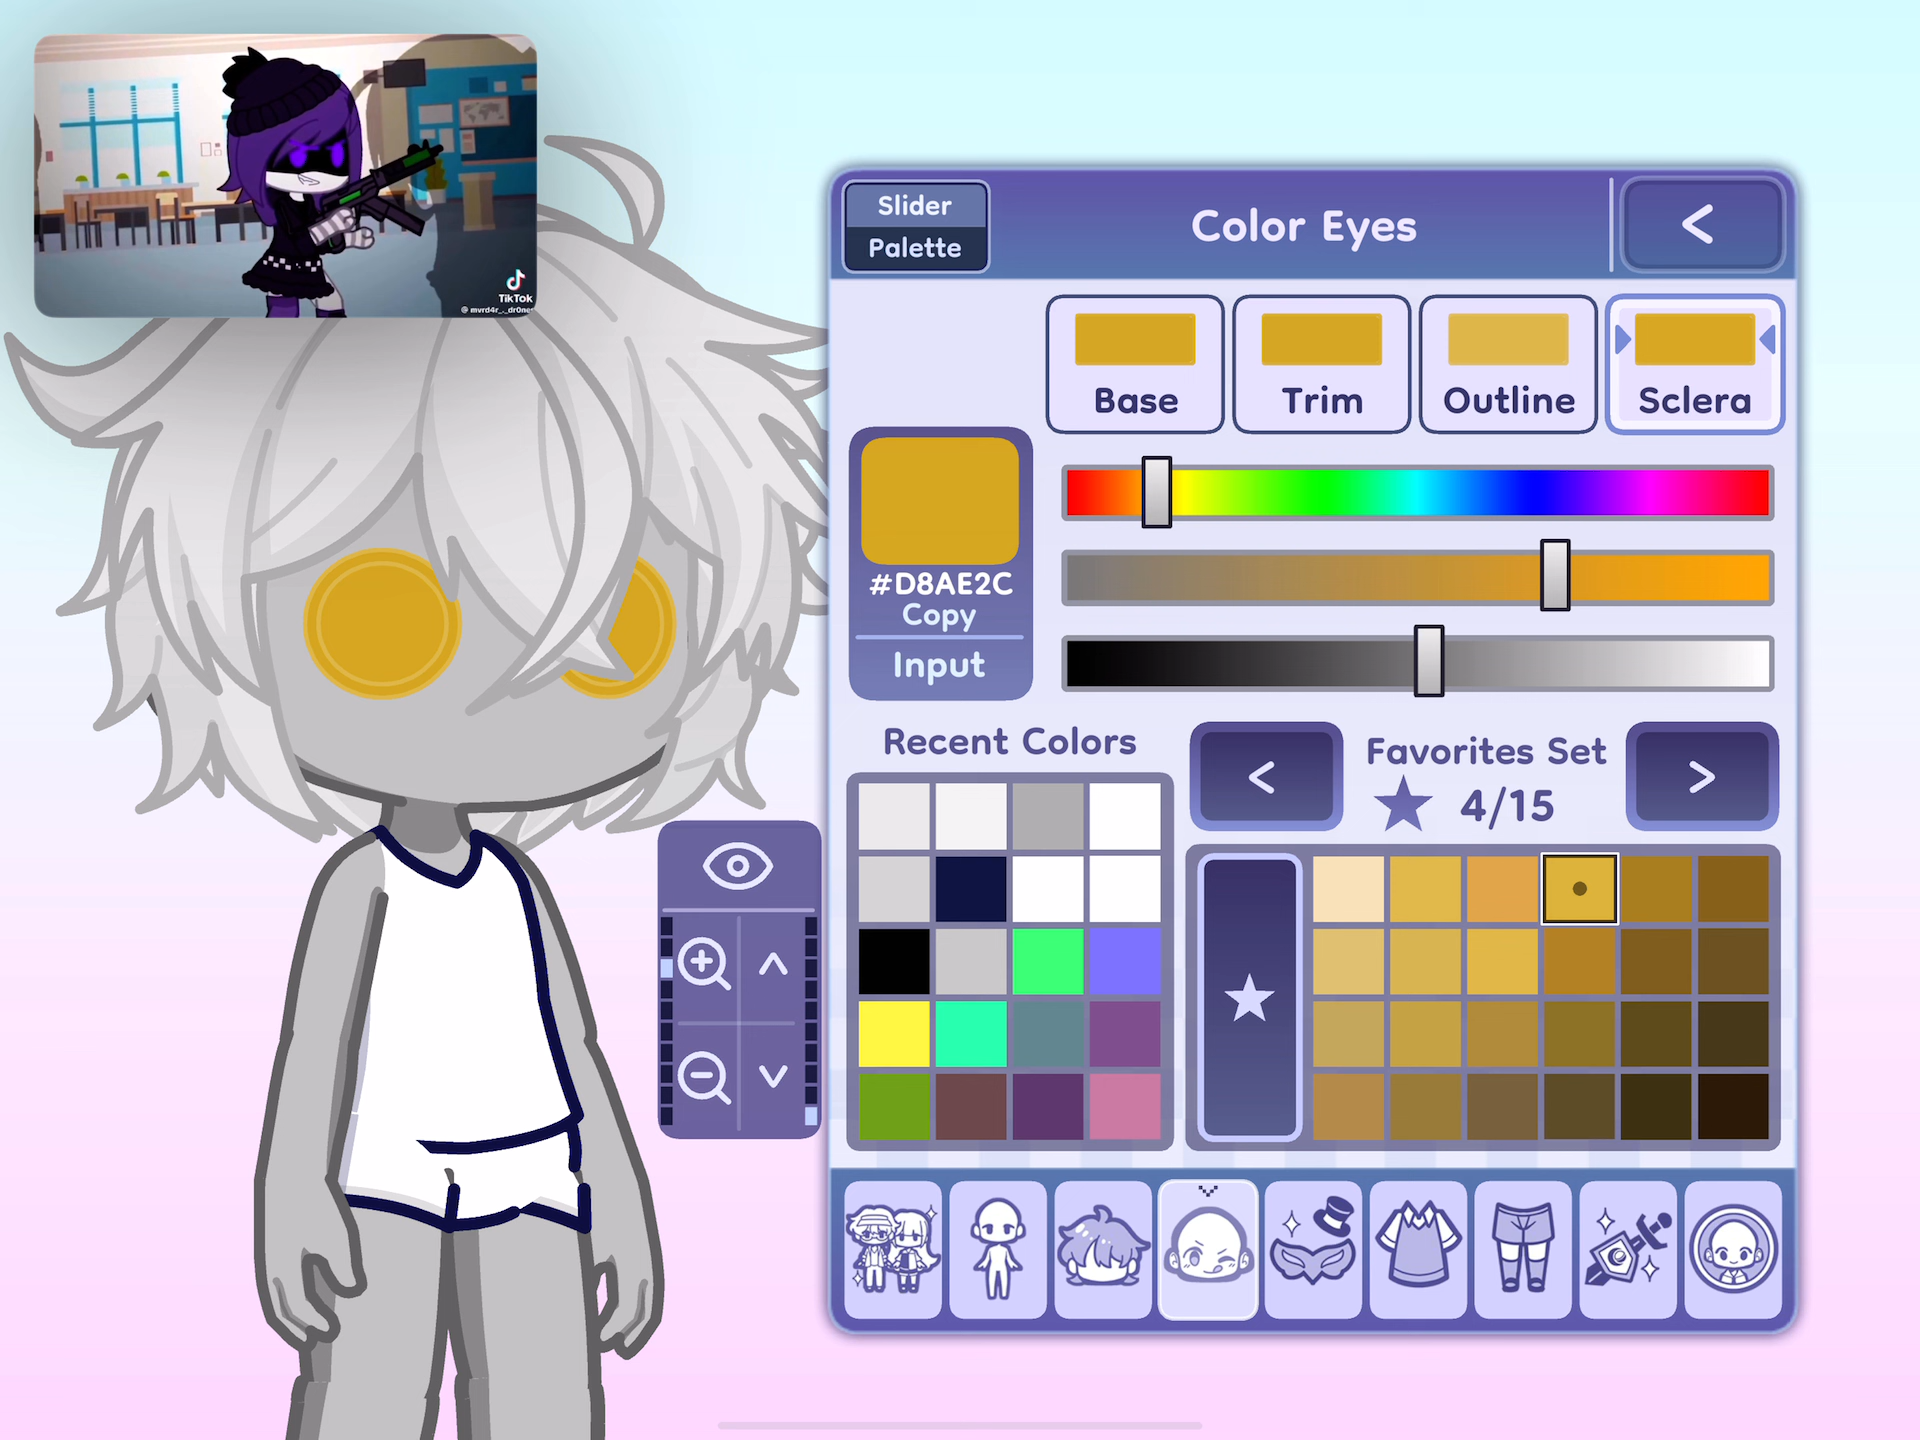 TikTok
Slider
Palette
Color Eyes
<
Base
Trim
Outline
Sclera
#D8AE2C
Copy
Input
Recent Colors
<
Favorites Set
4/15
>